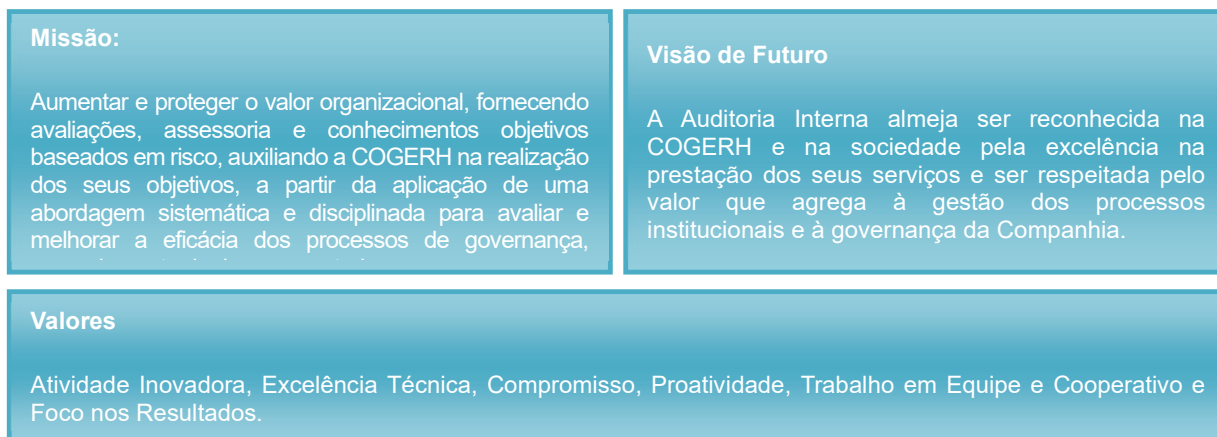 Missão:
Aumentar e proteger o valor organizacional, fornecendo
avaliações, assessoria e conhecimentos objetivos
baseados em risco, auxiliando a COGERH na realização
dos seus objetivos, a partir da aplicação de uma
abordagem sistemática e disciplinada para avaliar e
melhorar a eficácia dos processos de governança,
Visão de Futuro
A Auditoria Interna almeja ser reconhecida na
COGERH e na sociedade pela excelência na
prestação dos seus serviços e ser respeitada pelo
valor que agrega à gestão dos processos
institucionais e à governança da Companhia.
Valores
Atividade Inovadora, Excelência Técnica, Compromisso, Proatividade, Trabalho em Equipe e Cooperativo e
Foco nos Resultados.